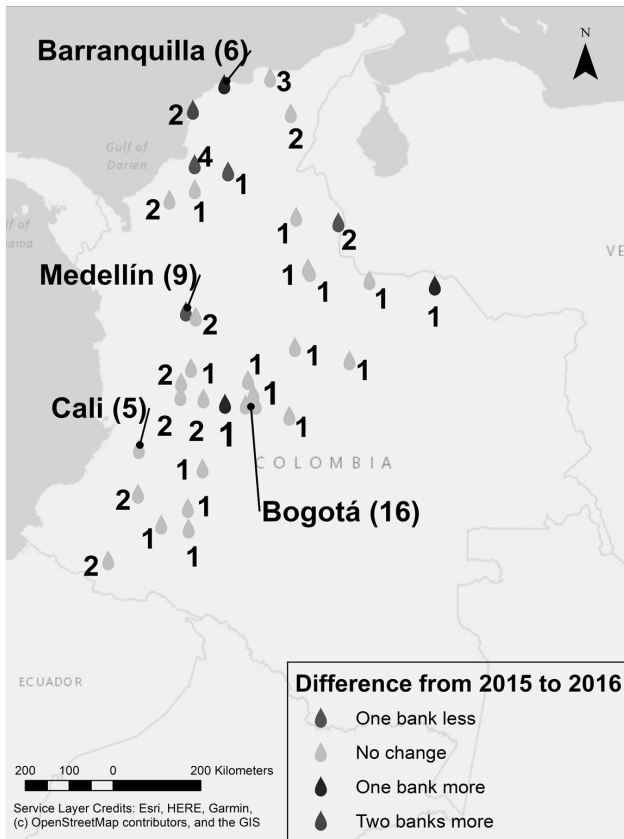 N
Barranquilla (6)
3
2
2
Gulf of
Darien
4
1
2
1
1
2
VE
Medellín (9)
1
1
1
1
2
1
1
2
1
1
1
Cali (5)
2
2
1
1
COLOMBIA
1
2
1
Bogotá (16)
1
1
2
ECUADOR
Difference from 2015 to 2016
One bank less
No change
One bank more
Two banks more
200 100 0 200 Kilometers
Service Layer Credits: Esri, HERE, Garmin,
(c) OpenStreetMap contributors, and the GIS